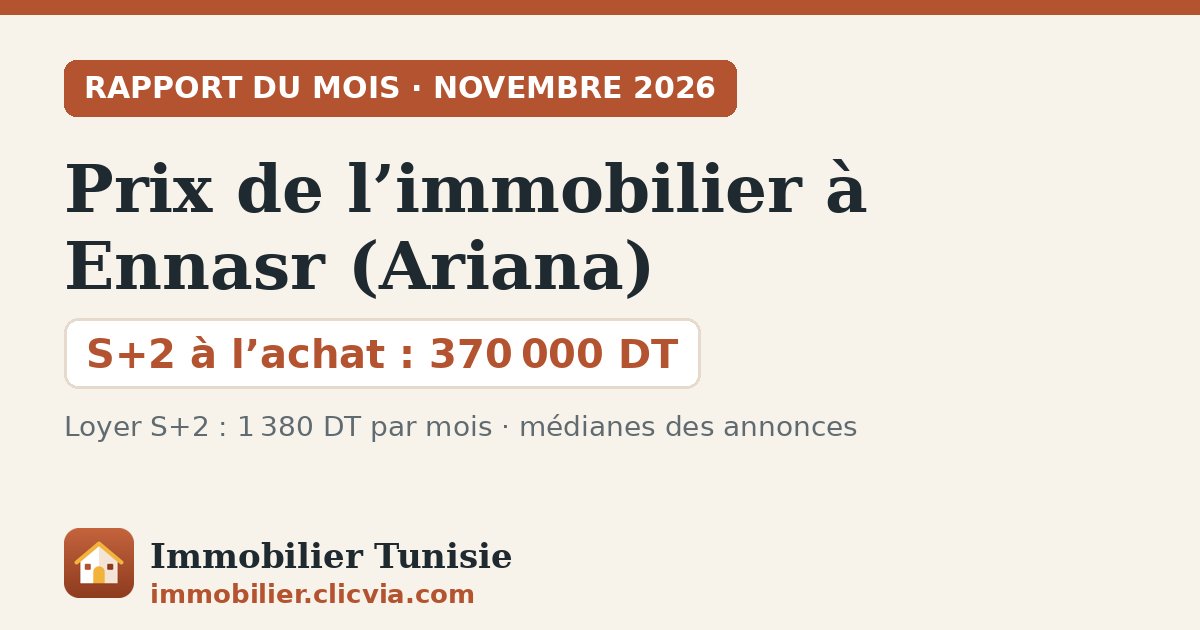 RAPPORT DU MOIS · NOVEMBRE 2026
Prix de l’immobilier à
Ennasr (Ariana)
S+2 à l’achat : 370 000 DT
Loyer S+2 : 1 380 DT par mois · médianes des annonces
Immobilier Tunisie
immobilier.clicvia.com